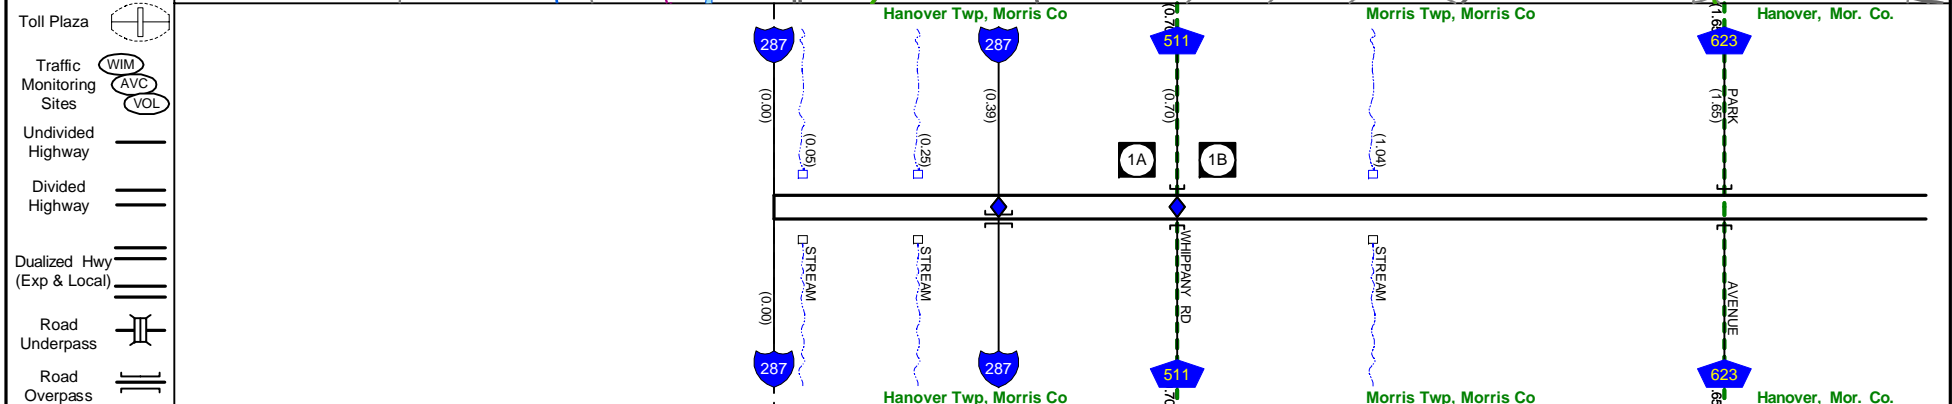 Toll Plaza
Traffic
Monitoring
Sites
WIM
AVC
VOL
Undivided
Highway
Divided
Highway
Dualized Hwy
(Exp & Local)
Road
Underpass
Road
Overpass
Hanover Twp, Morris Co
Morris Twp, Morris Co
Hanover, Mor. Co.
287
287
511
623
(0.00)
(0.05)
(0.25)
(0.39)
(0.70)
(1.04)
(1.65)
PARK
1A
1B
(0.00)
STREAM
STREAM
WHIPPANY RD
STREAM
AVENUE
287
287
511
623
Hanover Twp, Morris Co
Morris Twp, Morris Co
Hanover, Mor. Co.